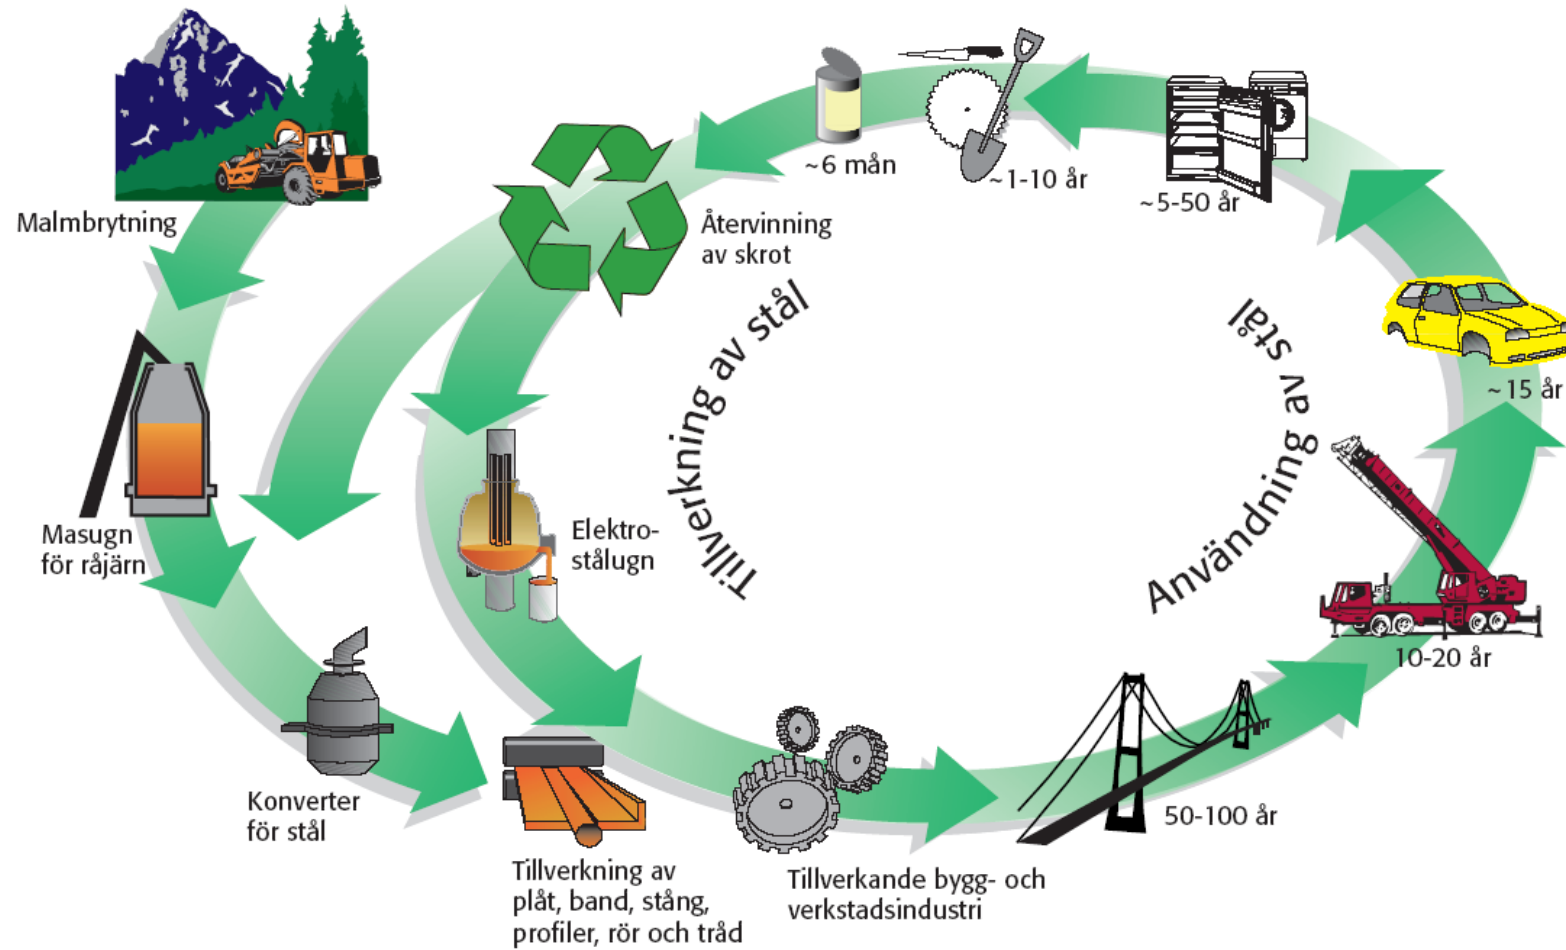 Malmbrytning
Masugn
för råjärn
Konverter
för stål
Tillverkning av
plåt, band, stång,
profiler, rör och tråd
Elektro-
stålugn
Återvinning
av skrot
Tillverkning av stål
Tillverkande bygg- och
verkstadsindustri
50-100 år
10-20 år
~15 år
~5-50 år
~1-10 år
~6 mån
Användning av stål